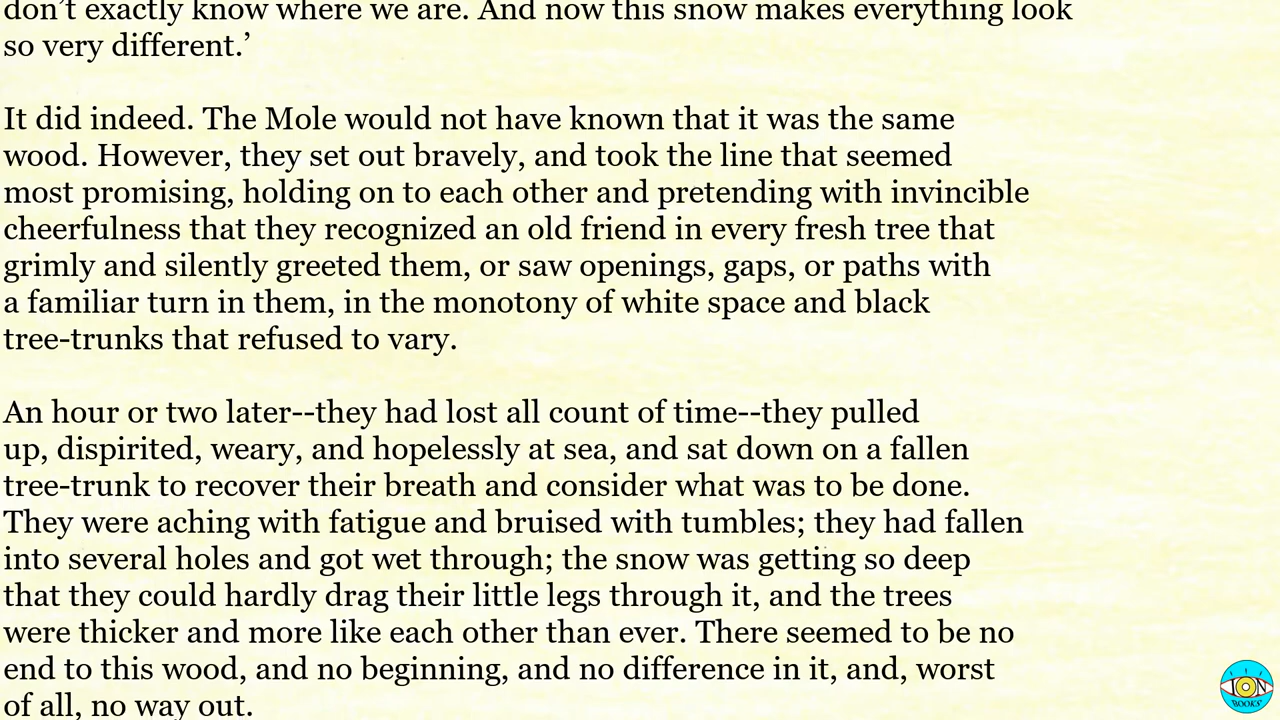 don’t exactly know where we are. And now this snow makes everything look
so very different.’
It did indeed. The Mole would not have known that it was the same
wood. However, they set out bravely, and took the line that seemed
most promising, holding on to each other and pretending with invincible
cheerfulness that they recognized an old friend in every fresh tree that
grimly and silently greeted them, or saw openings, gaps, or paths with
a familiar turn in them, in the monotony of white space and black
tree-trunks that refused to vary.
An hour or two later--they had lost all count of time--they pulled
up, dispirited, weary, and hopelessly at sea, and sat down on a fallen
tree-trunk to recover their breath and consider what was to be done.
They were aching with fatigue and bruised with tumbles; they had fallen
into several holes and got wet through; the snow was getting so deep
that they could hardly drag their little legs through it, and the trees
were thicker and more like each other than ever. There seemed to be no
end to this wood, and no beginning, and no difference in it, and, worst
of all, no way out.
ION
BOOKS